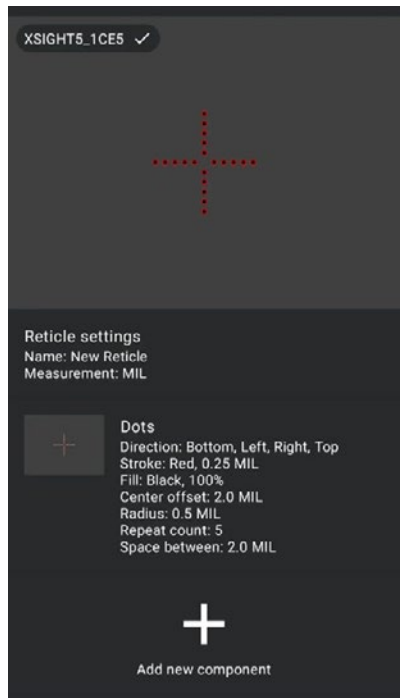 XSIGHT5_1CE5
Reticle settings
Name: New Reticle
Measurement: MIL
Dots
Direction: Bottom, Left, Right, Top
Stroke: Red, 0.25 MIL
Fill: Black, 100%
Center offset: 2.0 MIL
Radius: 0.5 MIL
Repeat count: 5
Space between: 2.0 MIL
Add new component